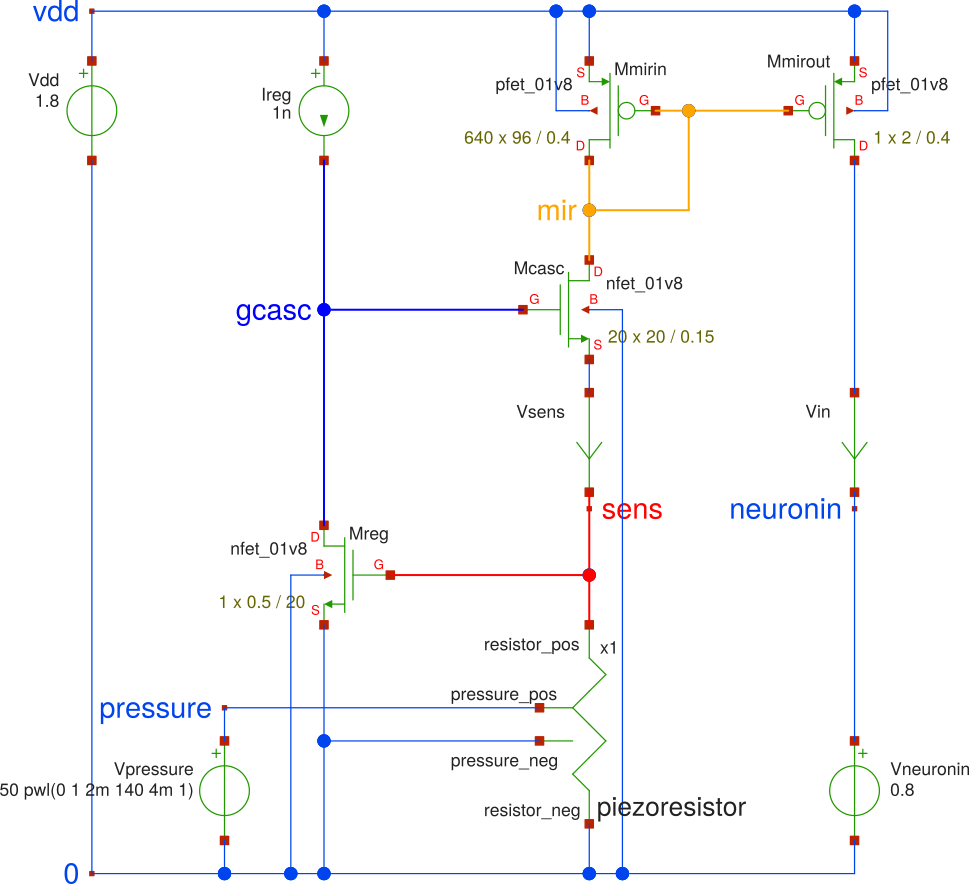 vdd
Vdd
1.8
+
Ireg
1n
+
pfet_01v8
Mmirin
S
B
G
D
640 x 96 / 0.4
Mmirout
pfet_01v8
S
B
G
D
1 x 2 / 0.4
mir
Mcasc
nfet_01v8
D
G
B
S
20 x 20 / 0.15
gcasc
Vsens
Vin
sens
neuronin
Mreg
nfet_01v8
D
B
G
S
1 x 0.5 / 20
resistor_pos
x1
pressure_pos
pressure
pressure_neg
resistor_neg
piezoresistor
+
Vpressure
50 pwl(0 1 2m 140 4m 1)
+
Vneuronin
0.8
0